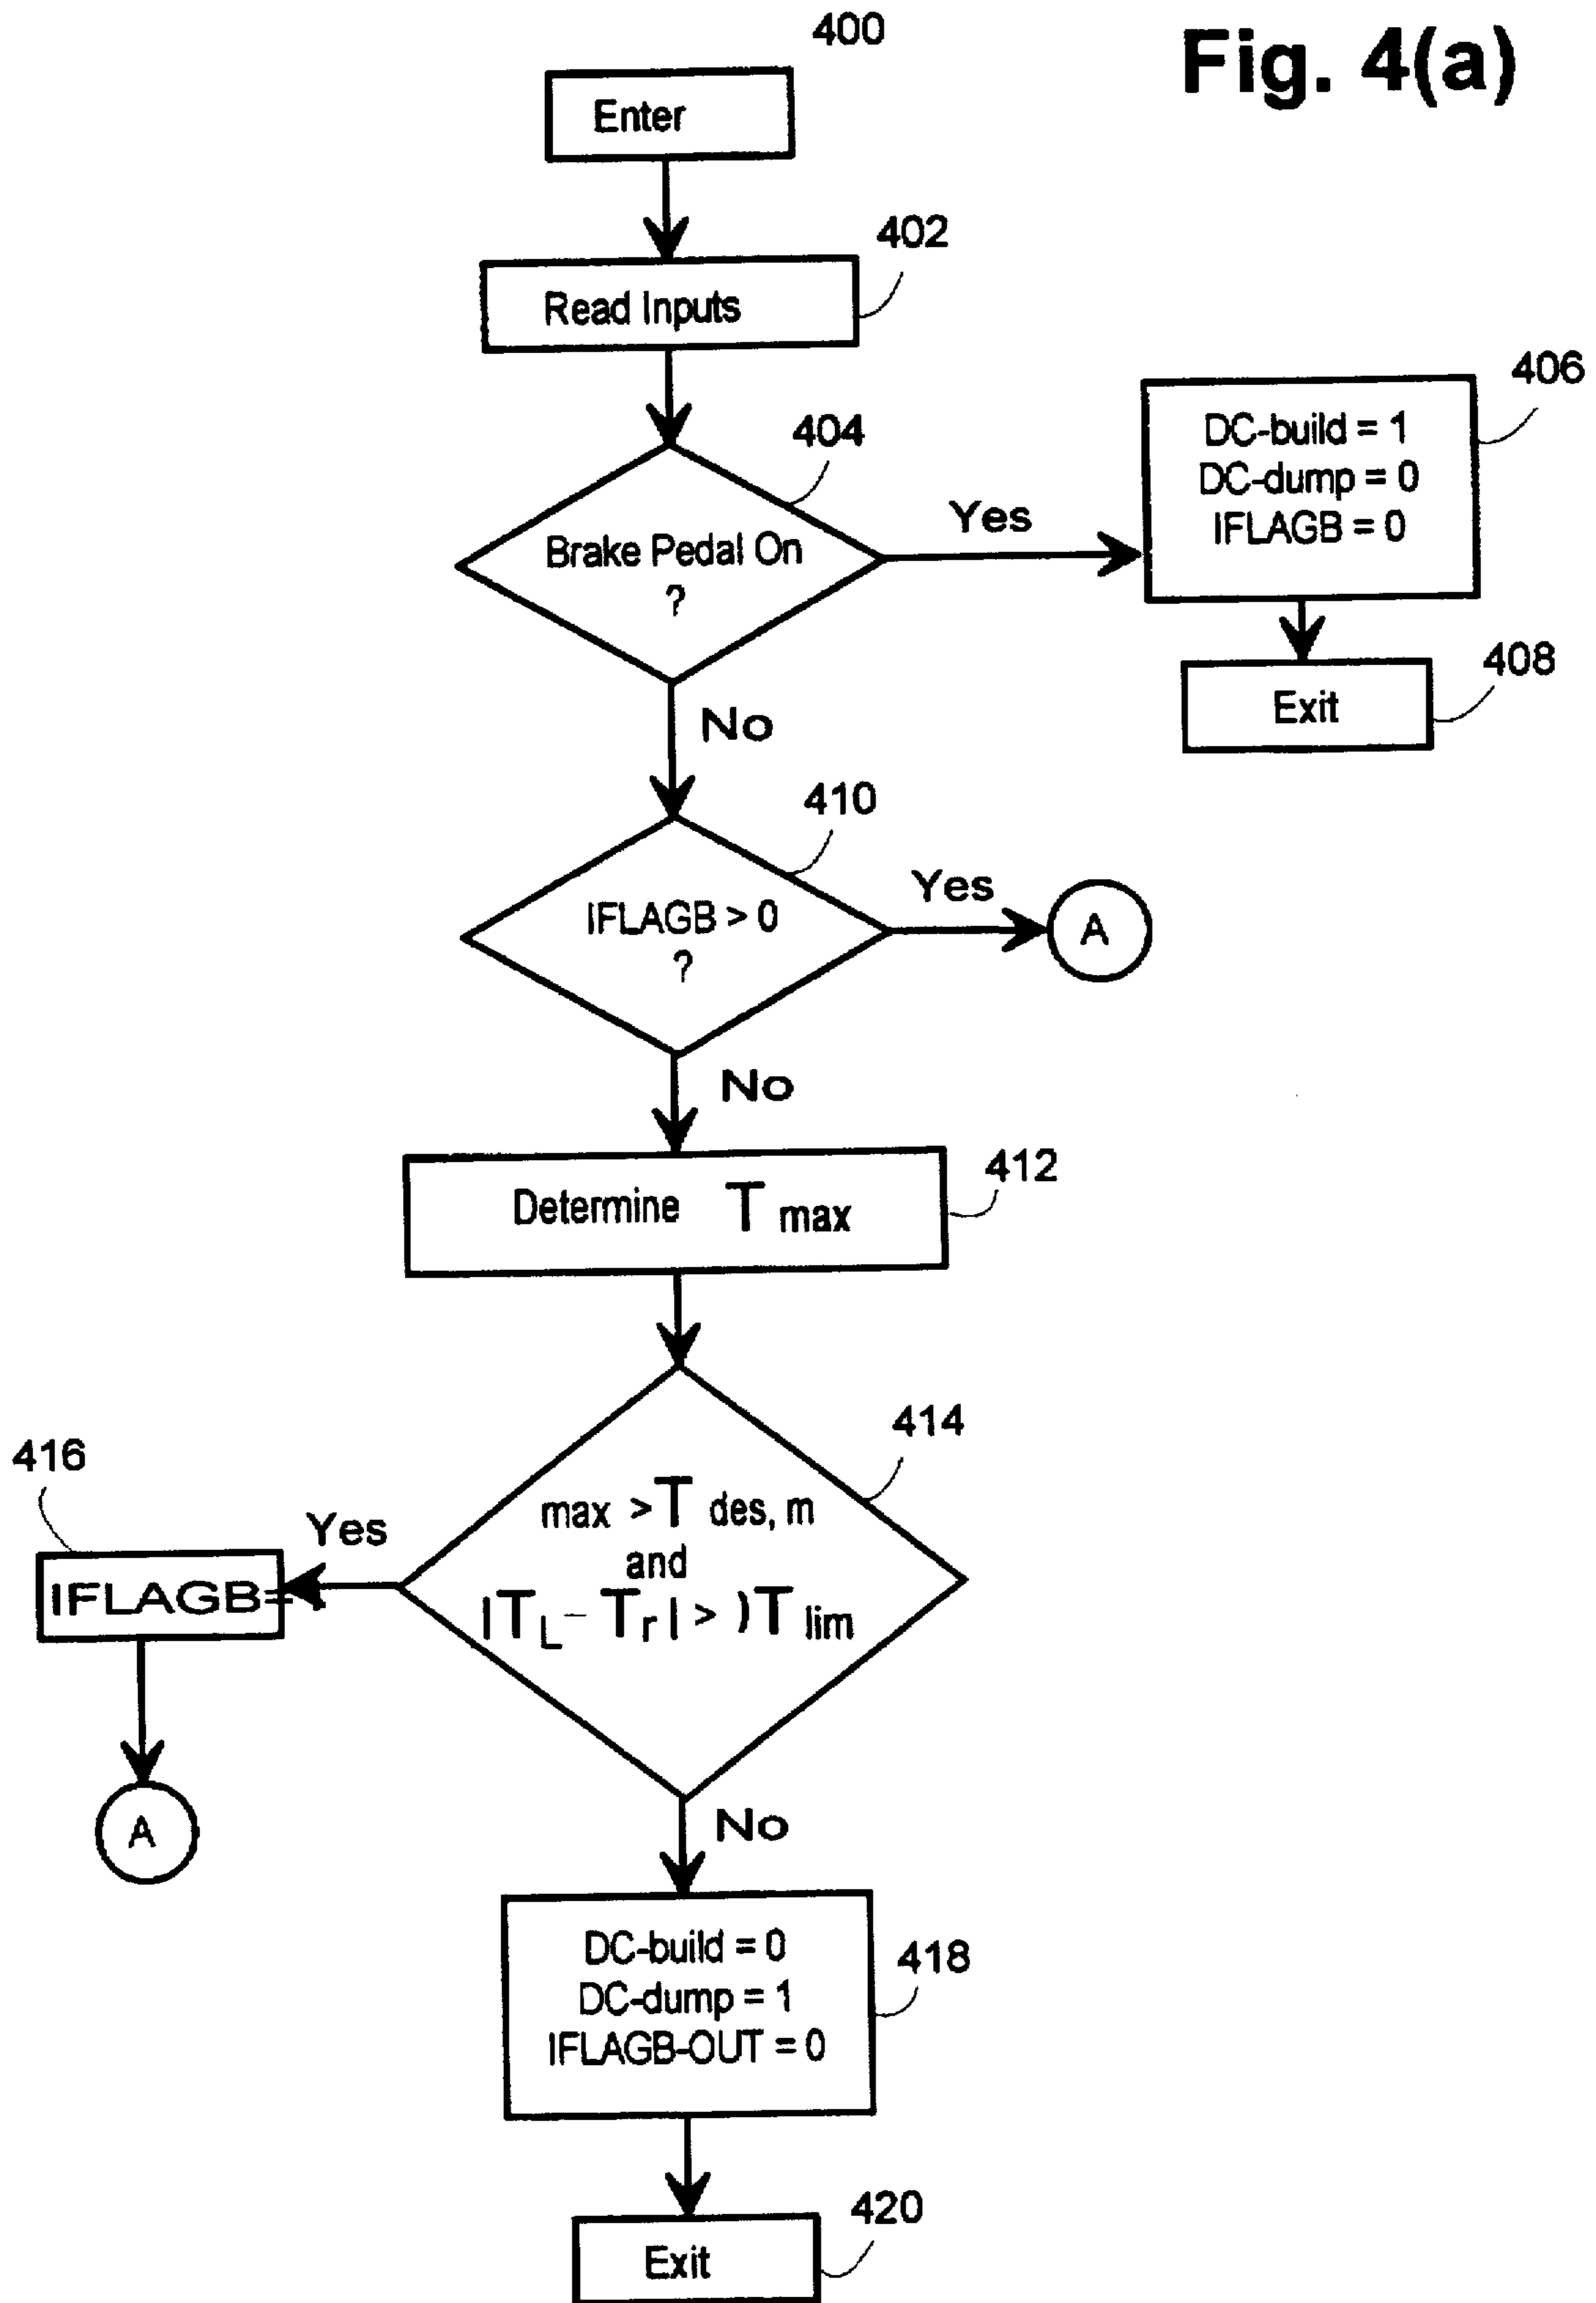 Fig. 4(a)
400
Enter
402
Read Inputs
404
Brake Pedal On
?
Yes
406
DC-build = 1
DC-dump = 0
IFLAGB = 0
408
Exit
No
410
IFLAGB > 0
?
Yes
A
No
412
Determine T max
414
max > T des, m
and
|T L - T r | > )T lim
Yes
416
IFLAGB=
A
No
418
DC-build = 0
DC-dump = 1
IFLAGB-OUT = 0
420
Exit